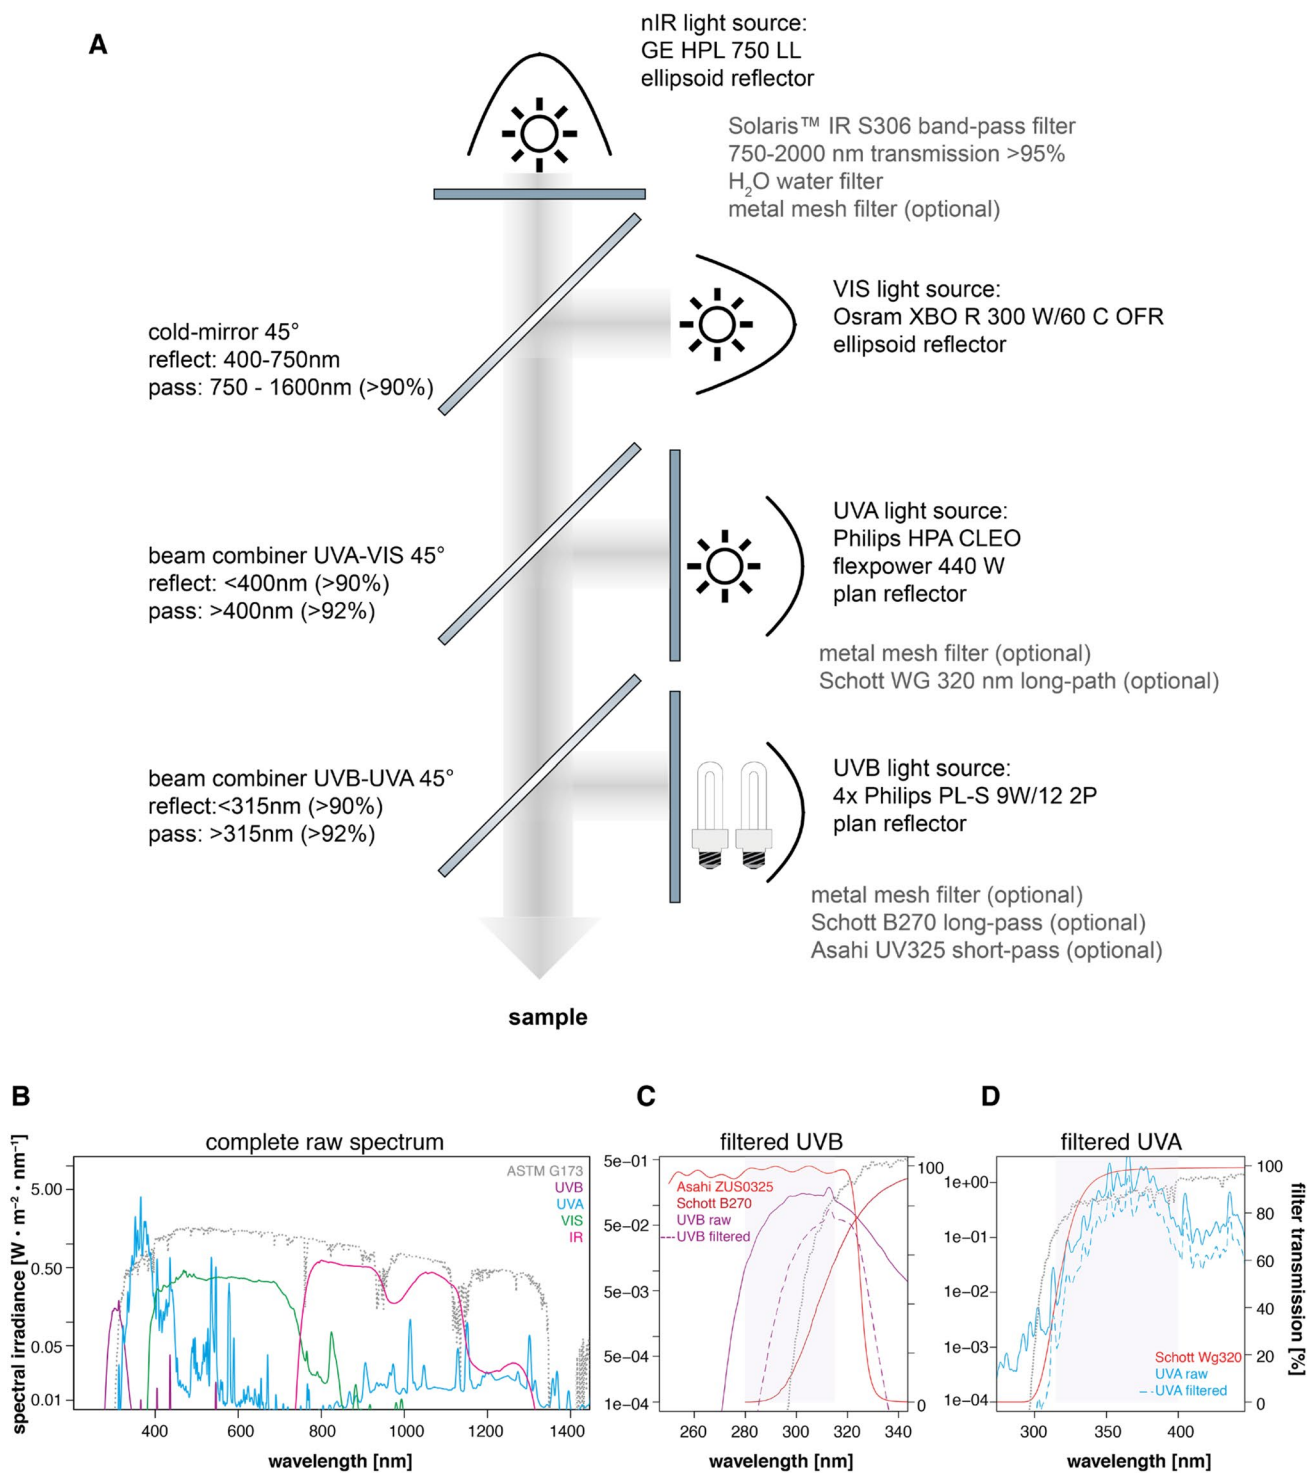 A
nIR light source:
GE HPL 750 LL
ellipsoid reflector
Solaris™ IR S306 band-pass filter
750-2000 nm transmission >95%
H2O water filter
metal mesh filter (optional)
VIS light source:
Osram XBO R 300 W/60 C OFR
ellipsoid reflector
cold-mirror 45°
reflect: 400-750nm
pass: 750 - 1600nm (>90%)
UVA light source:
Philips HPA CLEO
flexpower 440 W
plan reflector
beam combiner UVA-VIS 45°
reflect: <400nm (>90%)
pass: >400nm (>92%)
metal mesh filter (optional)
Schott WG 320 nm long-path (optional)
UVB light source:
4x Philips PL-S 9W/12 2P
plan reflector
beam combiner UVB-UVA 45°
reflect:<315nm (>90%)
pass: >315nm (>92%)
metal mesh filter (optional)
Schott B270 long-pass (optional)
Asahi UV325 short-pass (optional)
sample
B
complete raw spectrum
spectral irradiance [W • m⁻² • nm⁻¹]
5.00
0.50
0.05
0.01
ASTM G173
UVB
UVA
VIS
IR
400 600 800 1000 1200 1400
wavelength [nm]
C
filtered UVB
5e−01
5e−02
5e−03
5e−04
1e−04
Asahi ZUS0325
Schott B270
UVB raw
UVB filtered
100
0
260 280 300 320 340
wavelength [nm]
D
filtered UVA
1e+00
1e−01
1e−02
1e−03
1e−04
Schott Wg320
UVA raw
UVA filtered
100
80
60
40
20
0
filter transmission [%]
300 350 400
wavelength [nm]